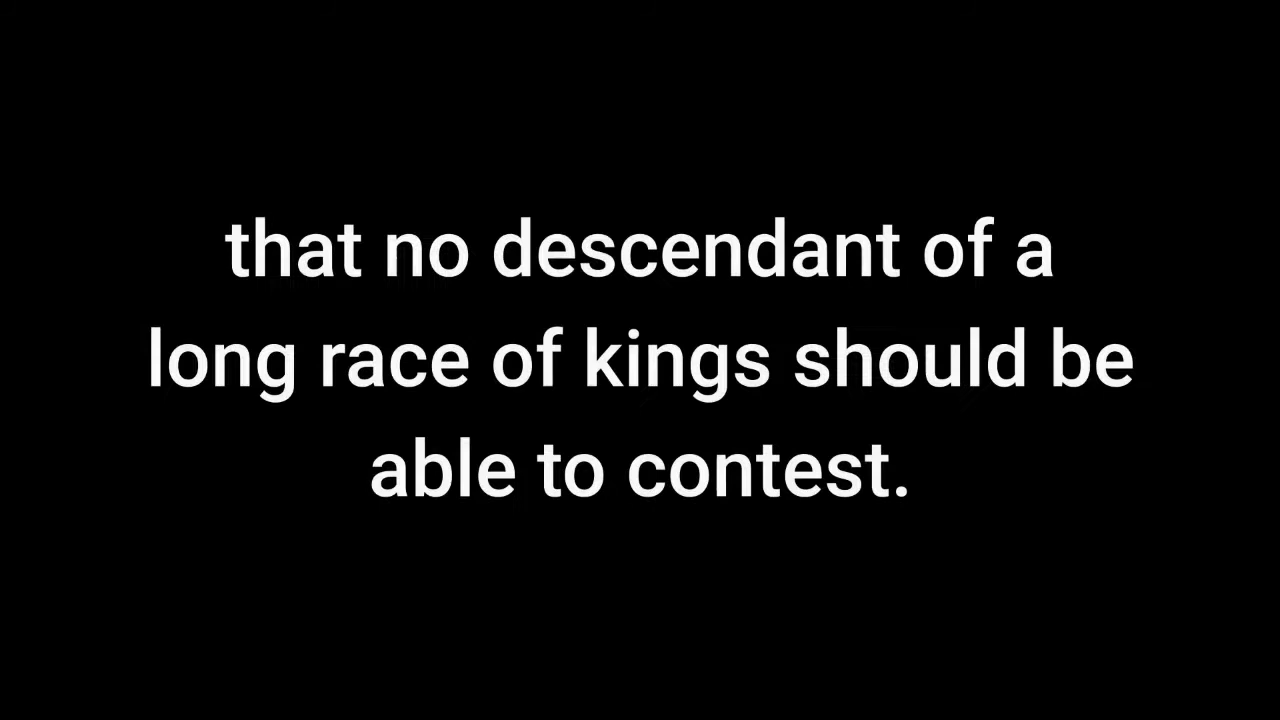 that no descendant of a
long race of kings should be
able to contest.